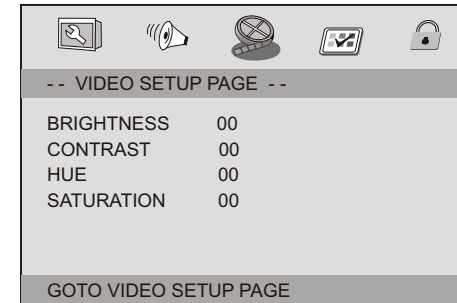 -- VIDEO SETUP PAGE --
BRIGHTNESS 00
CONTRAST 00
HUE 00
SATURATION 00
GOTO VIDEO SETUP PAGE